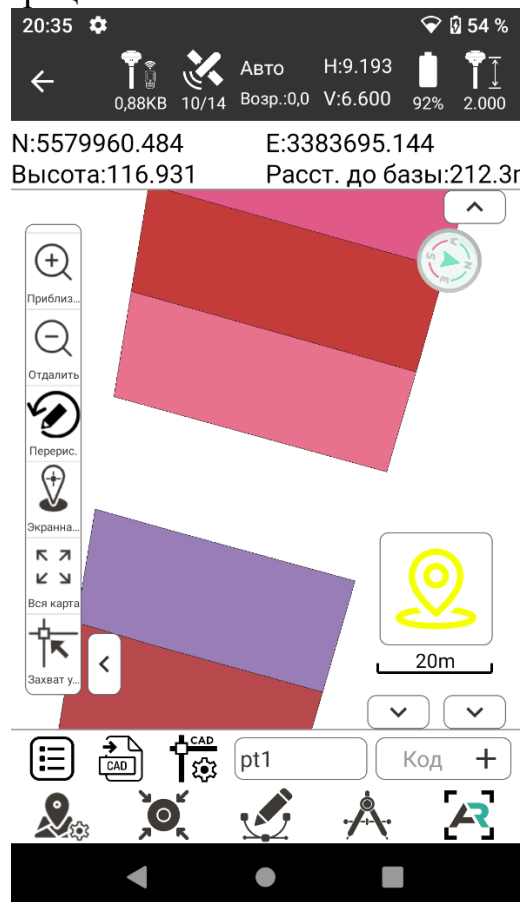 20:35 54 %
Авто H:9.193
0,88KB 10/14 Возр.:0,0 V:6.600 92% 2.000
N:5579960.484 E:3383695.144
Высота:116.931 Расст. до базы:212.3
Приблиз...
Отдалить
Перерис.
Экранна...
Вся карта
Захват у...
N
S
20m
CAD
CAD
pt1
Код +
AR